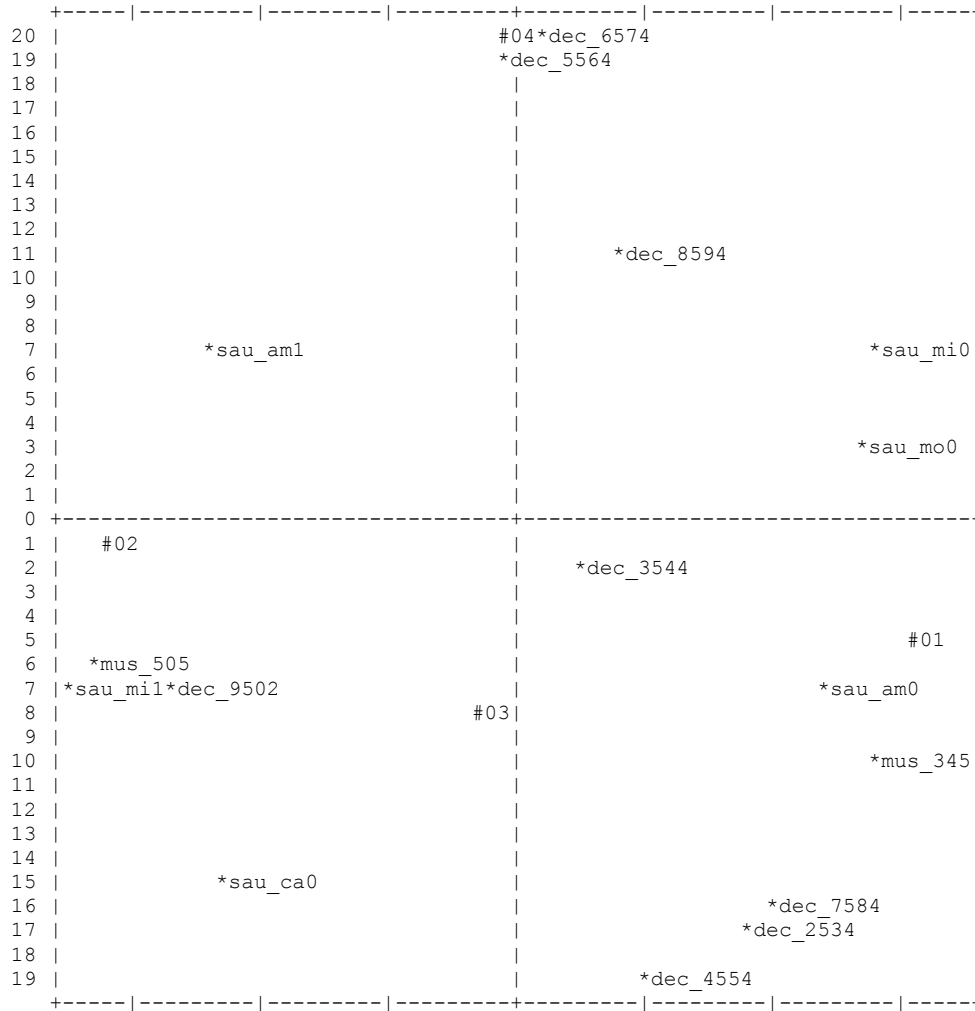 +-----|---------|---------|---------+---------|---------|---------|------
20 | #04*dec_6574
19 | *dec_5564
18 | |
17 | |
16 | |
15 | |
14 | |
13 | |
12 | |
11 | | *dec_8594
10 | |
9 | |
8 | |
7 | *sau_am1 | *sau_mi0
6 | |
5 | |
4 | |
3 | | *sau_mo0
2 | |
1 | |
0 +-----------------------------------+------------------------------------
1 | #02 |
2 | | *dec_3544
3 | |
4 | |
5 | | #01
6 | *mus_505 |
7 |*sau_mi1*dec_9502 | *sau_am0
8 | #03|
9 | |
10 | | *mus_345
11 | |
12 | |
13 | |
14 | |
15 | *sau_ca0 |
16 | | *dec_7584
17 | | *dec_2534
18 | |
19 | | *dec_4554
+-----|---------|---------|---------+---------|---------|---------|------